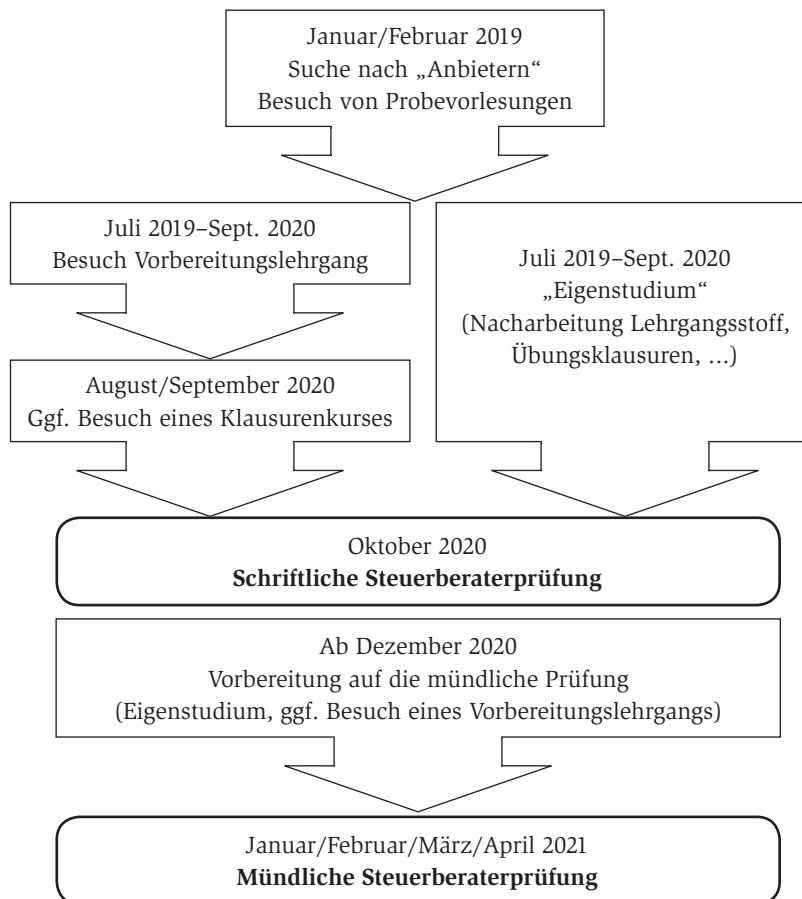 Januar/Februar 2019
Suche nach „Anbietern“
Besuch von Probevorlesungen
Juli 2019–Sept. 2020
Besuch Vorbereitungslehrgang
August/September 2020
Ggf. Besuch eines Klausurenkurses
Juli 2019–Sept. 2020
„Eigenstudium“
(Nacharbeitung Lehrgangsstoff,
Übungsklausuren, …)
Oktober 2020
Schriftliche Steuerberaterprüfung
Ab Dezember 2020
Vorbereitung auf die mündliche Prüfung
(Eigenstudium, ggf. Besuch eines Vorbereitungslehrgangs)
Januar/Februar/März/April 2021
Mündliche Steuerberaterprüfung